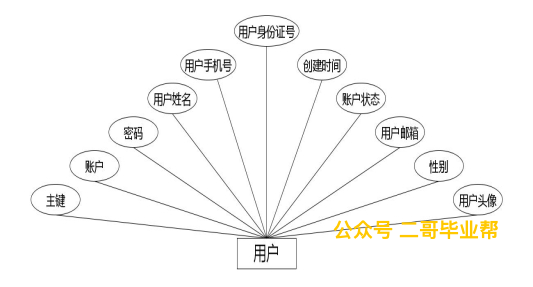 用户身份证号
用户手机号
创建时间
用户姓名
账户状态
密码
用户邮箱
账户
性别
主键
用户头像
公众号 二哥毕业帮
用户